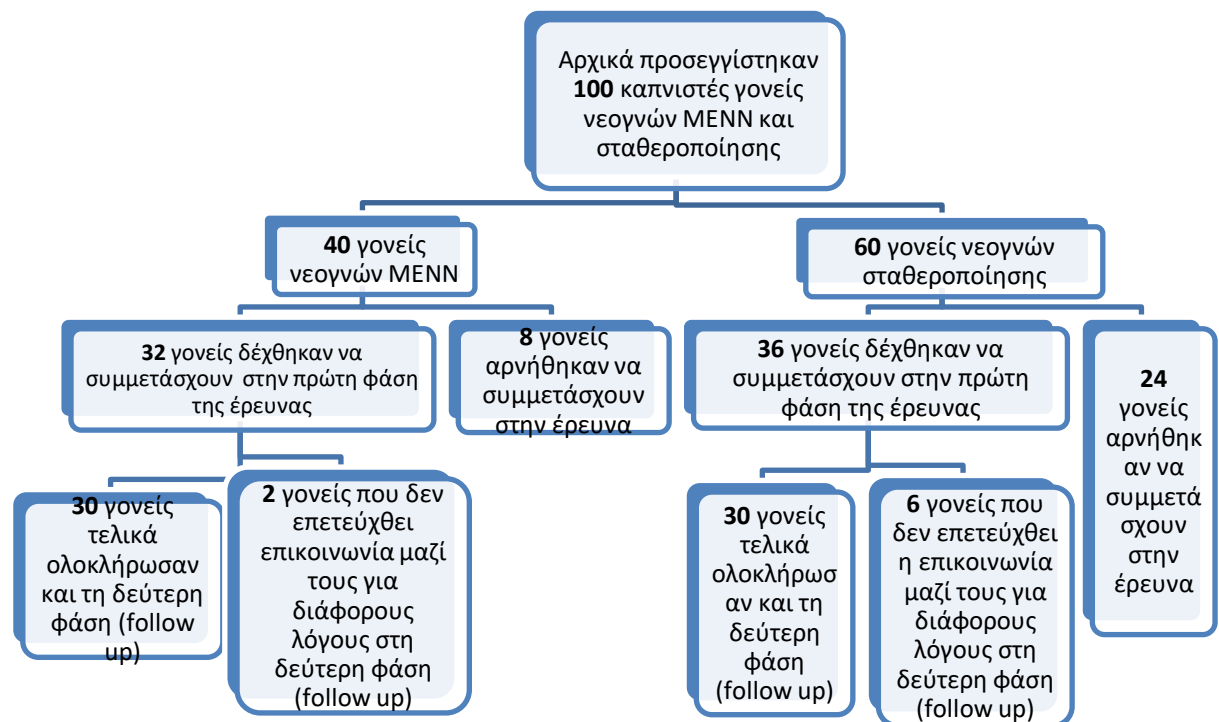 Αρχικά προσεγγίστηκαν
100 καπνιστές γονείς
νεογνών ΜΕΝΝ και
σταθεροποίησης
40 γονείς
νεογνών ΜΕΝΝ
60 γονείς νεογνών
σταθεροποίησης
32 γονείς δέχθηκαν να
συμμετάσχουν στην πρώτη φάση
της έρευνας
8 γονείς
αρνήθηκαν να
συμμετάσχουν
στην έρευνα
36 γονείς δέχθηκαν να
συμμετάσχουν στην πρώτη
φάση της έρευνας
24
γονείς
αρνήθηκ
αν να
συμμετά
σχουν
στην
έρευνα
30 γονείς
τελικά
ολοκλήρωσαν
και τη δεύτερη
φάση (follow
up)
2 γονείς που δεν
επετεύχθει
επικοινωνία μαζί
τους για
διάφορους
λόγους στη
δεύτερη φάση
(follow up)
30 γονείς
τελικά
ολοκλήρωσ
αν και τη
δεύτερη
φάση
(follow up)
6 γονείς που
δεν επετεύχθει
η επικοινωνία
μαζί τους για
διάφορους
λόγους στη
δεύτερη φάση
(follow up)